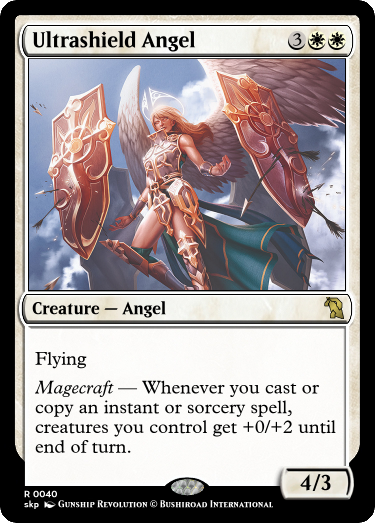 Ultrashield Angel 3
Creature — Angel
Flying
Magecraft — Whenever you cast or
copy an instant or sorcery spell,
creatures you control get +0/+2 until
end of turn.
4/3
R 0040
skp Gunship Revolution © Bushiroad International